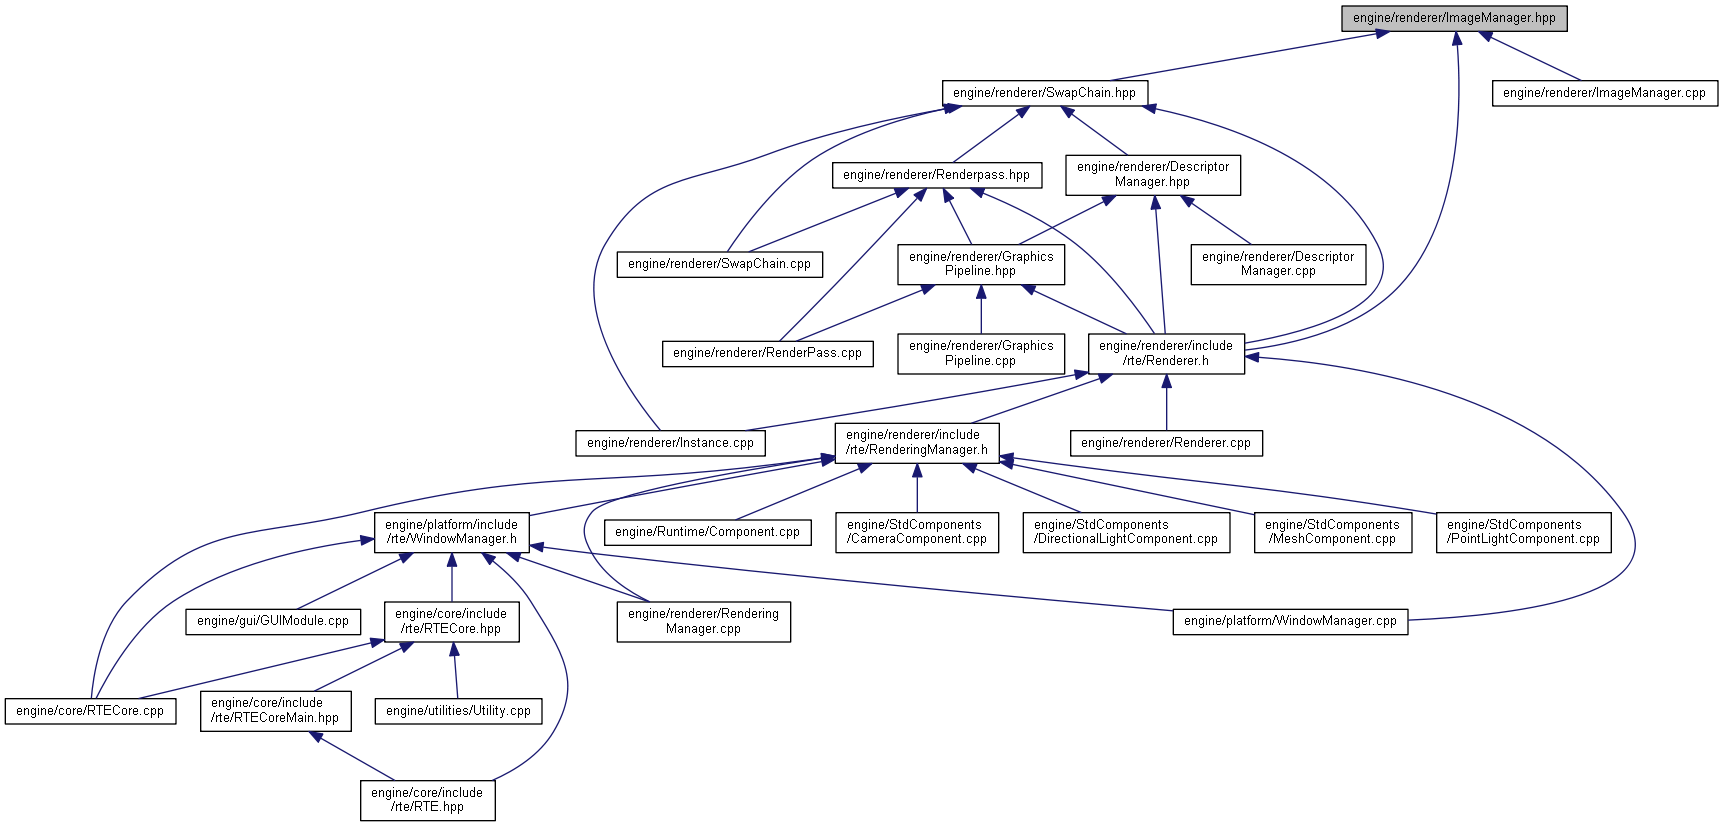 engine/renderer/ImageManager.hpp
engine/renderer/SwapChain.hpp
engine/renderer/ImageManager.cpp
engine/renderer/Renderpass.hpp
engine/renderer/Descriptor
Manager.hpp
engine/renderer/SwapChain.cpp
engine/renderer/Graphics
Pipeline.hpp
engine/renderer/Descriptor
Manager.cpp
engine/renderer/RenderPass.cpp
engine/renderer/Graphics
Pipeline.cpp
engine/renderer/include
/rte/Renderer.h
engine/renderer/Instance.cpp
engine/renderer/include
/rte/RenderingManager.h
engine/renderer/Renderer.cpp
engine/platform/include
/rte/WindowManager.h
engine/Runtime/Component.cpp
engine/StdComponents
/CameraComponent.cpp
engine/StdComponents
/DirectionalLightComponent.cpp
engine/StdComponents
/MeshComponent.cpp
engine/StdComponents
/PointLightComponent.cpp
engine/gui/GUIModule.cpp
engine/core/include
/rte/RTECore.hpp
engine/renderer/Rendering
Manager.cpp
engine/platform/WindowManager.cpp
engine/core/RTECore.cpp
engine/core/include
/rte/RTECoreMain.hpp
engine/utilities/Utility.cpp
engine/core/include
/rte/RTE.hpp